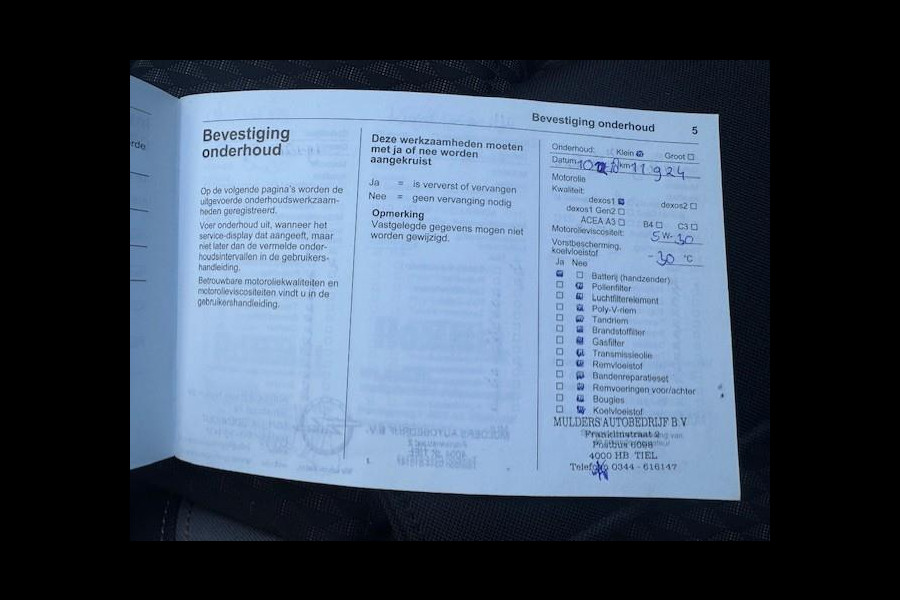 rde
Bevestiging onderhoud 5
Bevestiging
onderhoud
Op de volgende pagina's worden de
uitgevoerde onderhoudswerkzaam-
heden geregistreerd.
Voer onderhoud uit, wanneer het
service-display dat aangeeft, maar
niet later dan de vermelde onder-
houdsintervallen in de gebruikers-
handleiding.
Betrouwbare motoroliekwaliteiten en
motorolieviscositeiten vindt u in de
gebruikershandleiding.
Deze werkzaamheden moeten
met ja of nee worden
aangekruist
Ja = is ververst of vervangen
Nee = geen vervanging nodig
Opmerking
Vastgelegde gegevens mogen niet
worden gewijzigd.
Onderhoud: Klein Groot
Datum km 11924
Motorolie
Kwaliteit:
dexos1 dexos2
dexos1 Gen2
ACEA A3 B4 C3
Motorolieviscositeit: 5 W- 30
Vorstbescherming,
koelvloeistof -30 °C
Ja Nee
Batterij (handzender)
Pollenfilter
Luchtfilterelement
Poly-V-riem
Tandriem
Brandstoffilter
Gasfilter
Transmissieolie
Remvloeistof
Bandenreparatieset
Remvoeringen voor/achter
Bougies
Koelvloeistof
MULDERS AUTOBEDRIJF B.V.
Franklinstraat 2
Postbus 6098
4000 HB TIEL
Telefoon 0344 - 616147